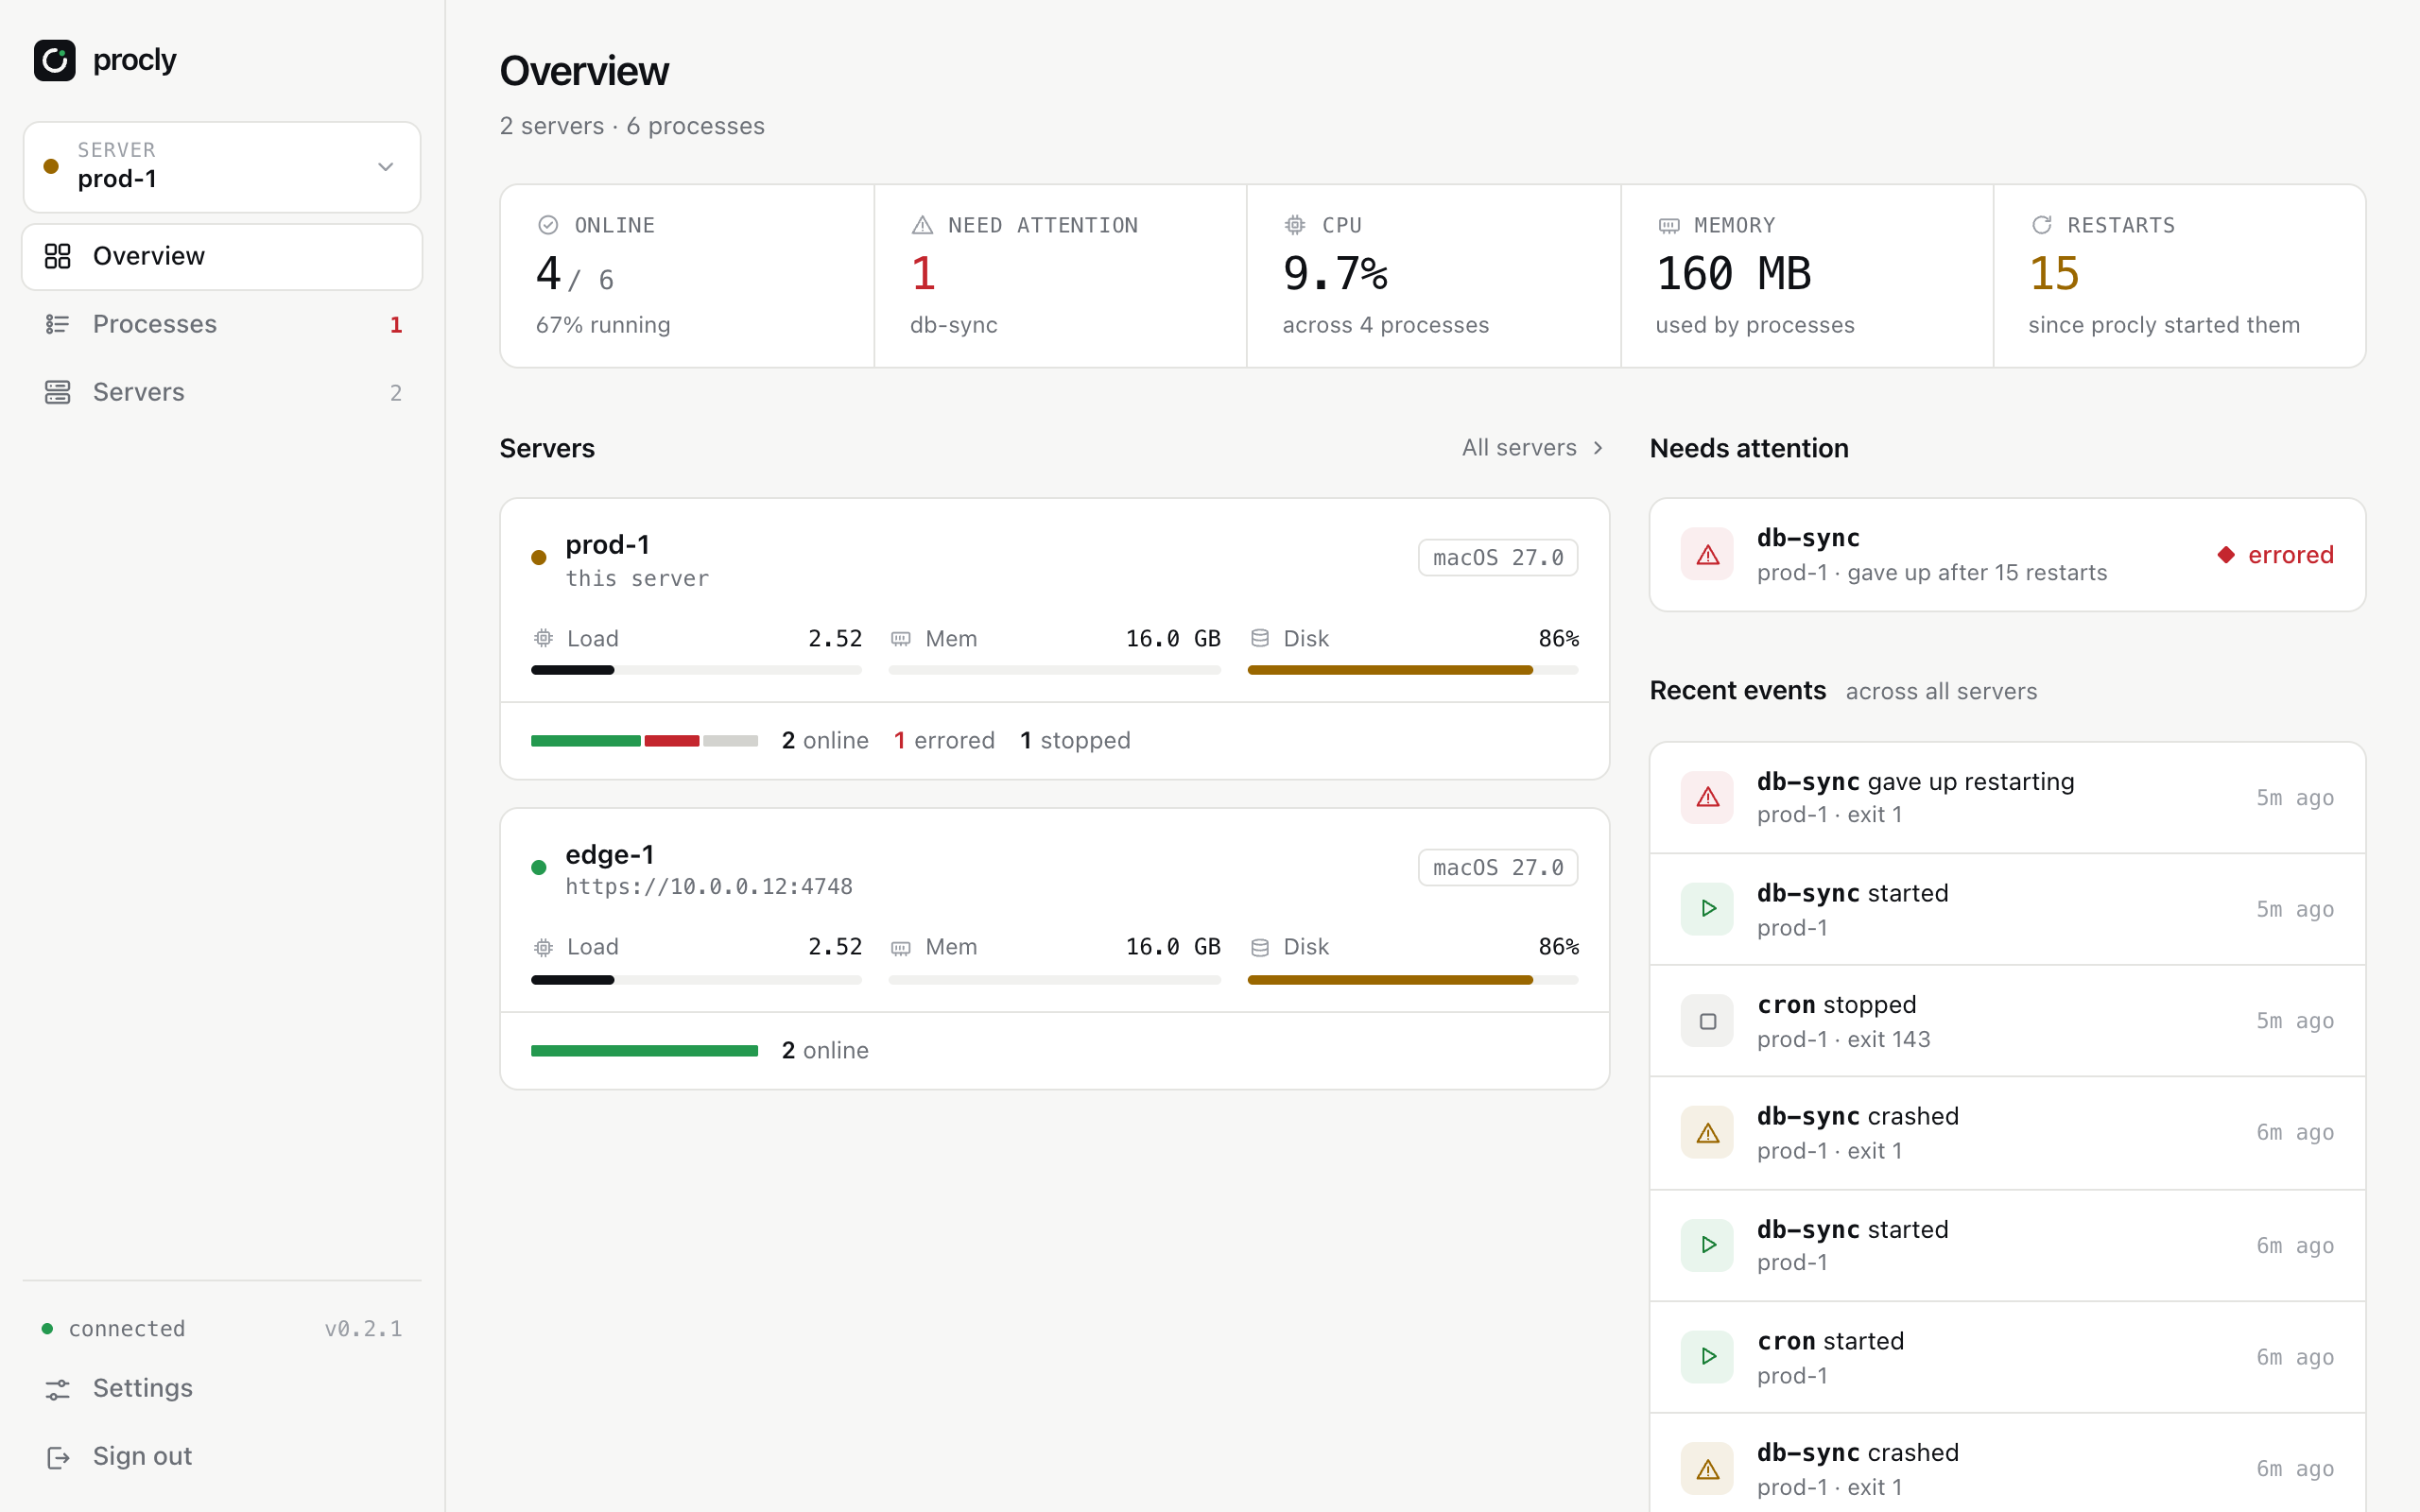 procly
SERVER
prod-1
Overview
Processes 1
Servers 2
connected v0.2.1
Settings
Sign out
Overview
2 servers · 6 processes
ONLINE
4 / 6
67% running
NEED ATTENTION
1
db-sync
CPU
9.7%
across 4 processes
MEMORY
160 MB
used by processes
RESTARTS
15
since procly started them
Servers All servers
prod-1
this server
macOS 27.0
Load 2.52 Mem 16.0 GB Disk 86%
2 online 1 errored 1 stopped
edge-1
https://10.0.0.12:4748
macOS 27.0
Load 2.52 Mem 16.0 GB Disk 86%
2 online
Needs attention
db-sync
prod-1 · gave up after 15 restarts
errored
Recent events across all servers
db-sync gave up restarting
prod-1 · exit 1
5m ago
db-sync started
prod-1
5m ago
cron stopped
prod-1 · exit 143
5m ago
db-sync crashed
prod-1 · exit 1
6m ago
db-sync started
prod-1
6m ago
cron started
prod-1
6m ago
db-sync crashed
prod-1 · exit 1
6m ago